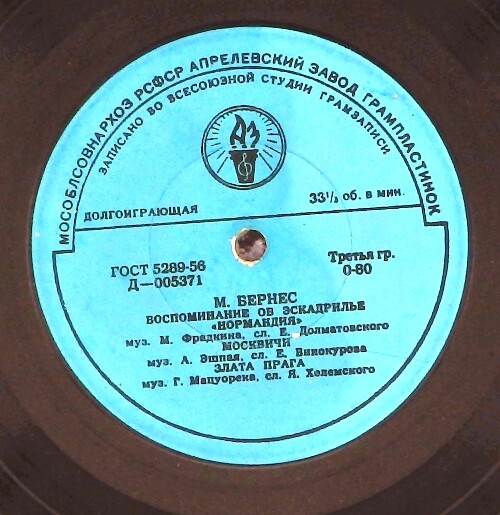 МОСОБЛСОВНАРХОЗ РСФСР АПРЕЛЕВСКИЙ ЗАВОД ГРАМПЛАСТИНОК
ЗАПИСАНО ВО ВСЕСОЮЗНОЙ СТУДИИ ГРАМЗАПИСИ
АЗ
ДОЛГОИГРАЮЩАЯ
33⅓ об. в мин.
ГОСТ 5289-56
Д—005371
Третья гр.
0-80
М. БЕРНЕС
ВОСПОМИНАНИЕ ОВ ЭСКАДРИЛЬЕ
«НОРМАНДИЯ»
муз. М. Фрадкина, сл. Е. Долматовского
МОСКВИЧИ
муз. А. Эшпая, сл. Е. Винокурова
ЗЛАТА ПРАГА
муз. Г. Мацуорека, сл. Я. Хелемского